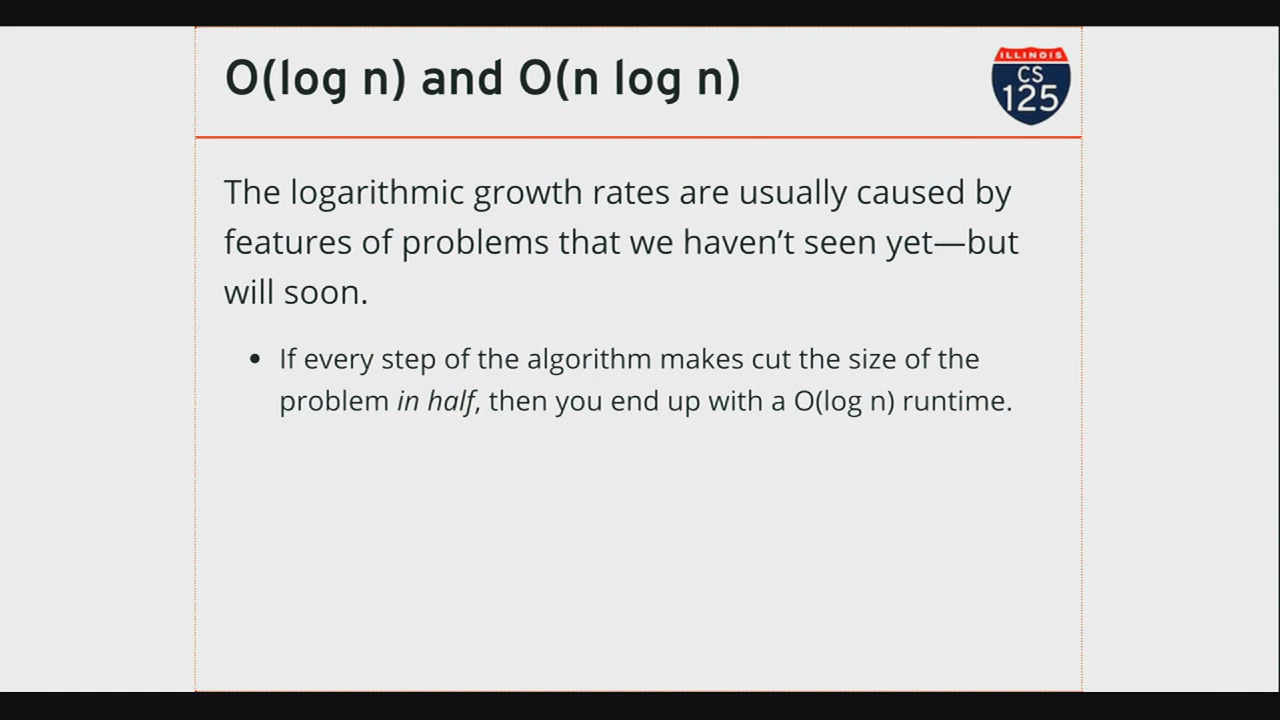 O(log n) and O(n log n)
ILLINOIS
CS
125
The logarithmic growth rates are usually caused by
features of problems that we haven’t seen yet—but
will soon.
• If every step of the algorithm makes cut the size of the
problem in half, then you end up with a O(log n) runtime.